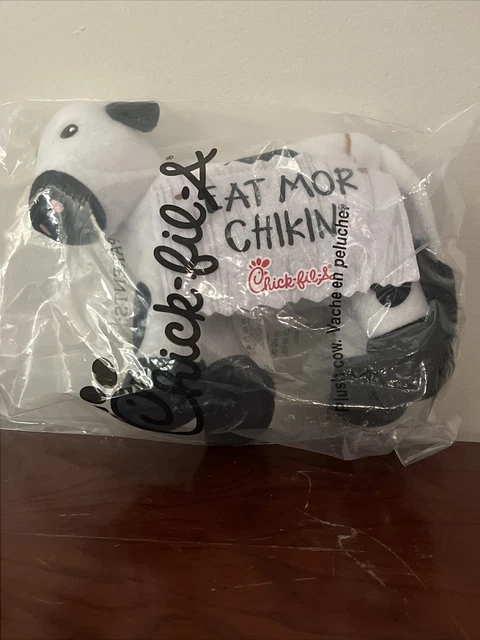 EAT MOR
CHIKIN
Chick-fil-A
Chick-fil-A®
Plush cow. Vache en peluche.